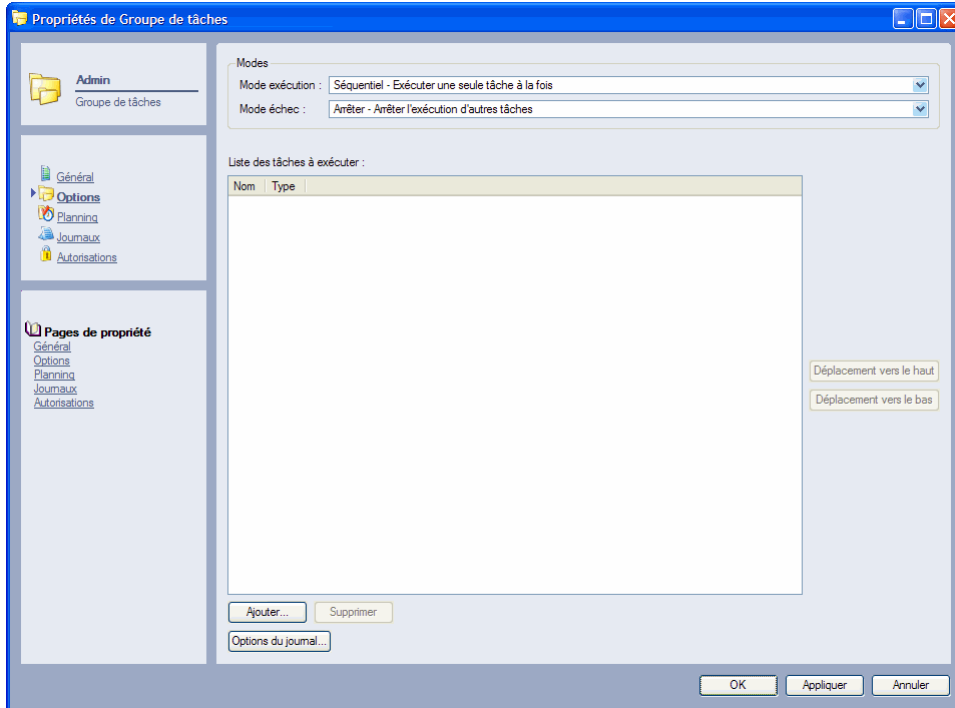 Propriétés de Groupe de tâches
Admin
Groupe de tâches
Général
Options
Planning
Journaux
Autorisations
Pages de propriété
Général
Options
Planning
Journaux
Autorisations
Modes
Mode exécution : Séquentiel - Exécuter une seule tâche à la fois
Mode échec : Arrêter - Arrêter l'exécution d'autres tâches
Liste des tâches à exécuter :
Nom Type
Déplacement vers le haut
Déplacement vers le bas
Ajouter... Supprimer
Options du journal...
OK Appliquer Annuler